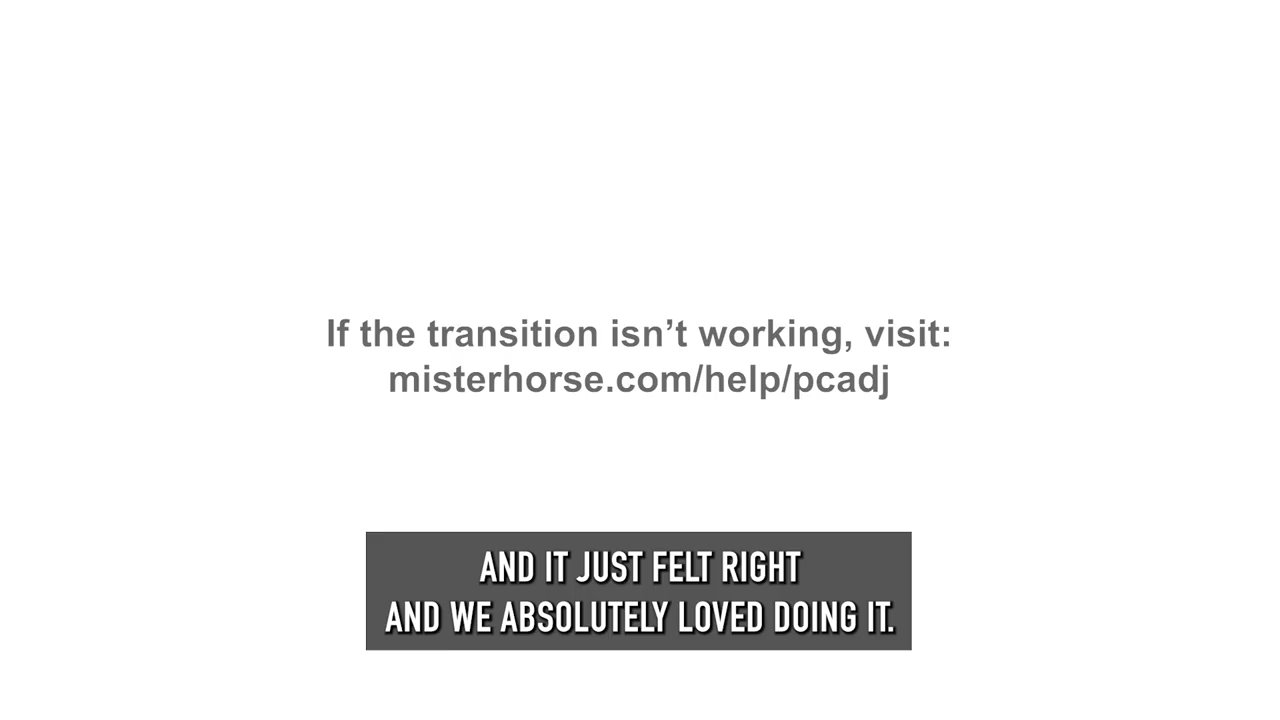 If the transition isn’t working, visit:
misterhorse.com/help/pcadj
AND IT JUST FELT RIGHT
AND WE ABSOLUTELY LOVED DOING IT.